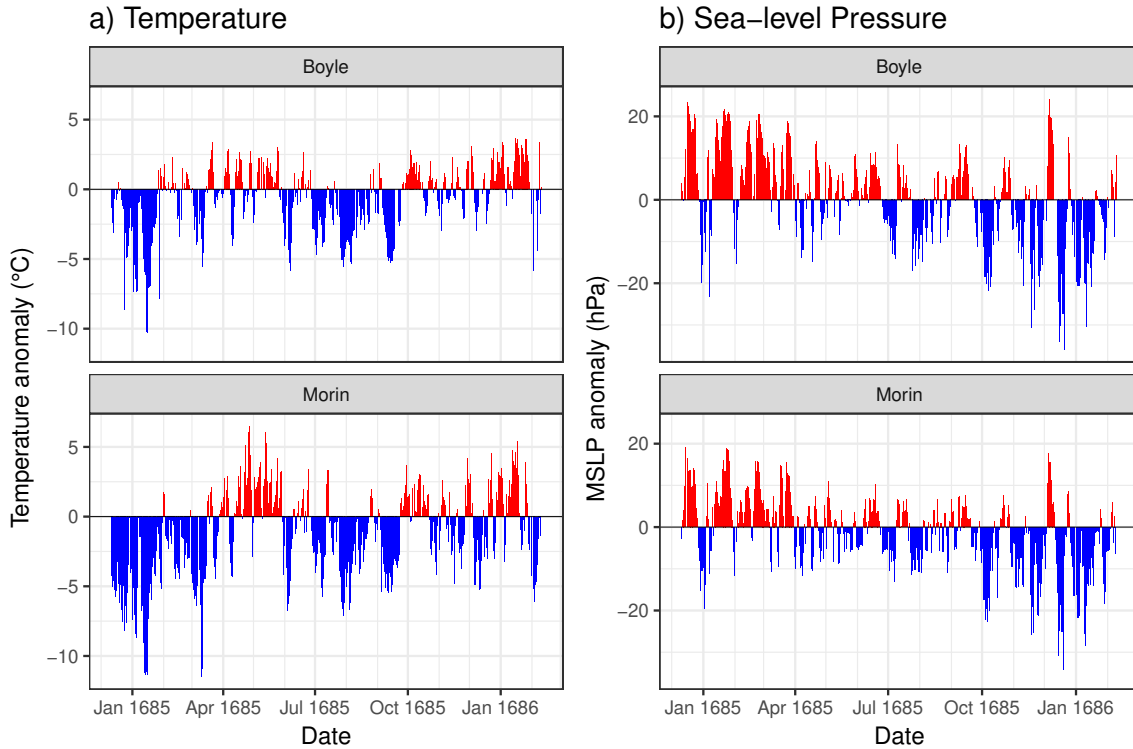 a) Temperature
Boyle
5
0
−5
−10
Morin
5
0
−5
−10
Temperature anomaly (°C)
Jan 1685 Apr 1685 Jul 1685 Oct 1685 Jan 1686
Date
b) Sea−level Pressure
Boyle
20
0
−20
Morin
20
0
−20
MSLP anomaly (hPa)
Jan 1685 Apr 1685 Jul 1685 Oct 1685 Jan 1686
Date